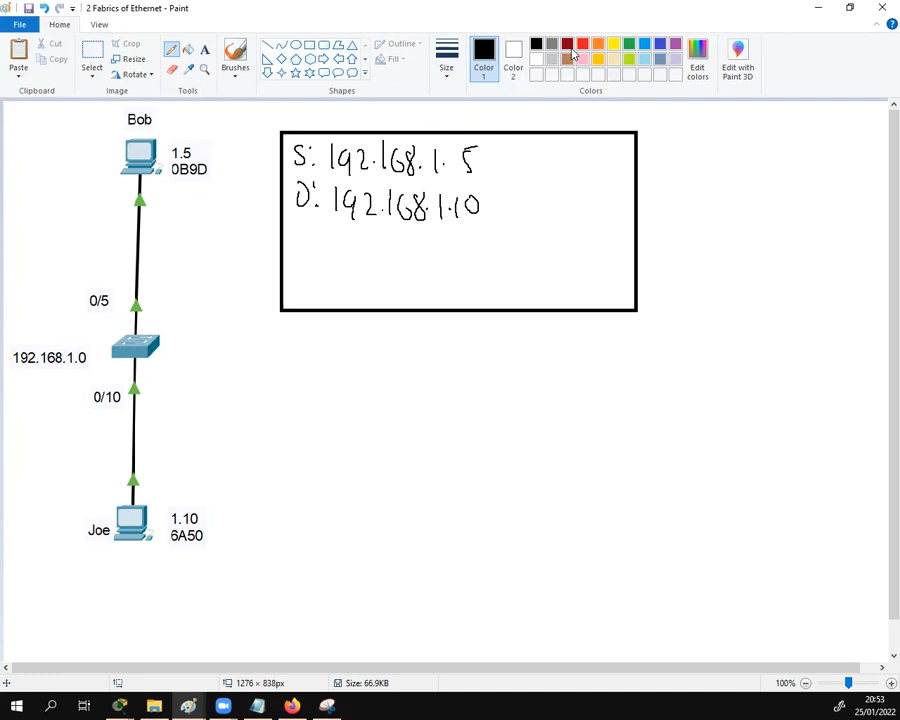 2 Fabrics of Ethernet - Paint
File
Home
View
Paste
Cut
Copy
Clipboard
Select
Crop
Resize
Rotate
Image
A
Tools
Brushes
Outline
Fill
Shapes
Size
Color
1
Color
2
Edit
colors
Edit with
Paint 3D
Colors
Bob
1.5
0B9D
0/5
192.168.1.0
0/10
Joe
1.10
6A50
S: 192.168.1.5
D: 192.168.1.10
1276 × 838px
Size: 66.9KB
100%
20:53
25/01/2022